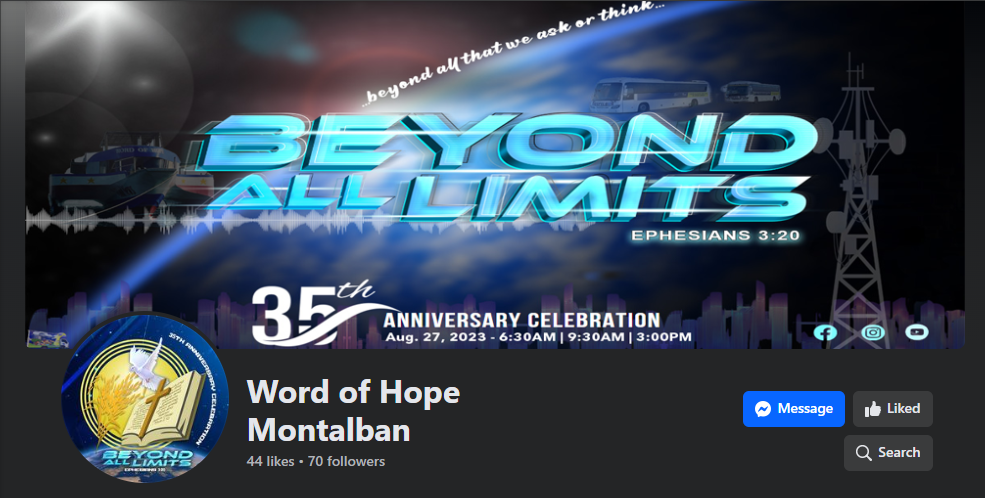 ...beyond all that we ask or think...
BEYOND
ALL LIMITS
EPHESIANS 3:20
35th
ANNIVERSARY CELEBRATION
Aug. 27, 2023 - 6:30AM | 9:30AM | 3:00PM
BEYOND
ALL LIMITS
Word of Hope
Montalban
44 likes • 70 followers
Message
Liked
Search